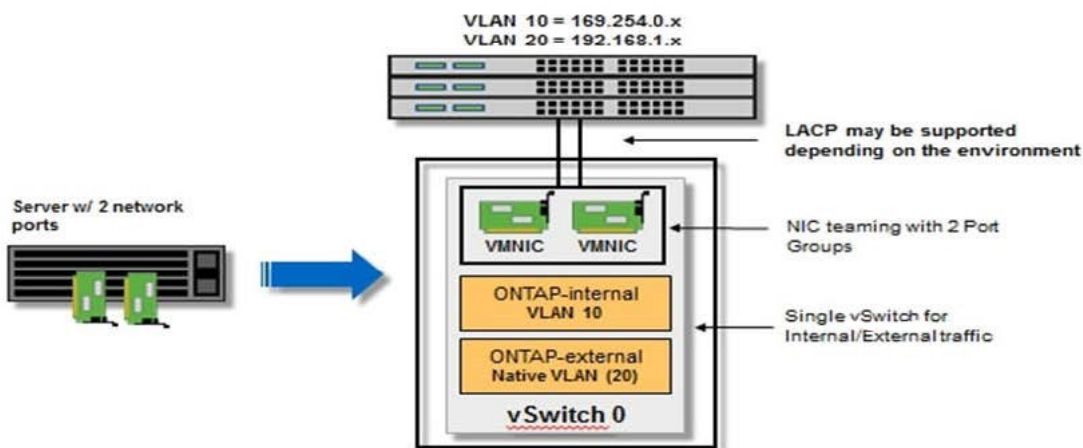 VLAN 10 = 169.254.0.x
VLAN 20 = 192.168.1.x
LACP may be supported
depending on the environment
Server w/ 2 network
ports
VMNIC
VMNIC
NIC teaming with 2 Port
Groups
ONTAP-internal
VLAN 10
Single vSwitch for
Internal/External traffic
ONTAP-external
Native VLAN (20)
vSwitch 0